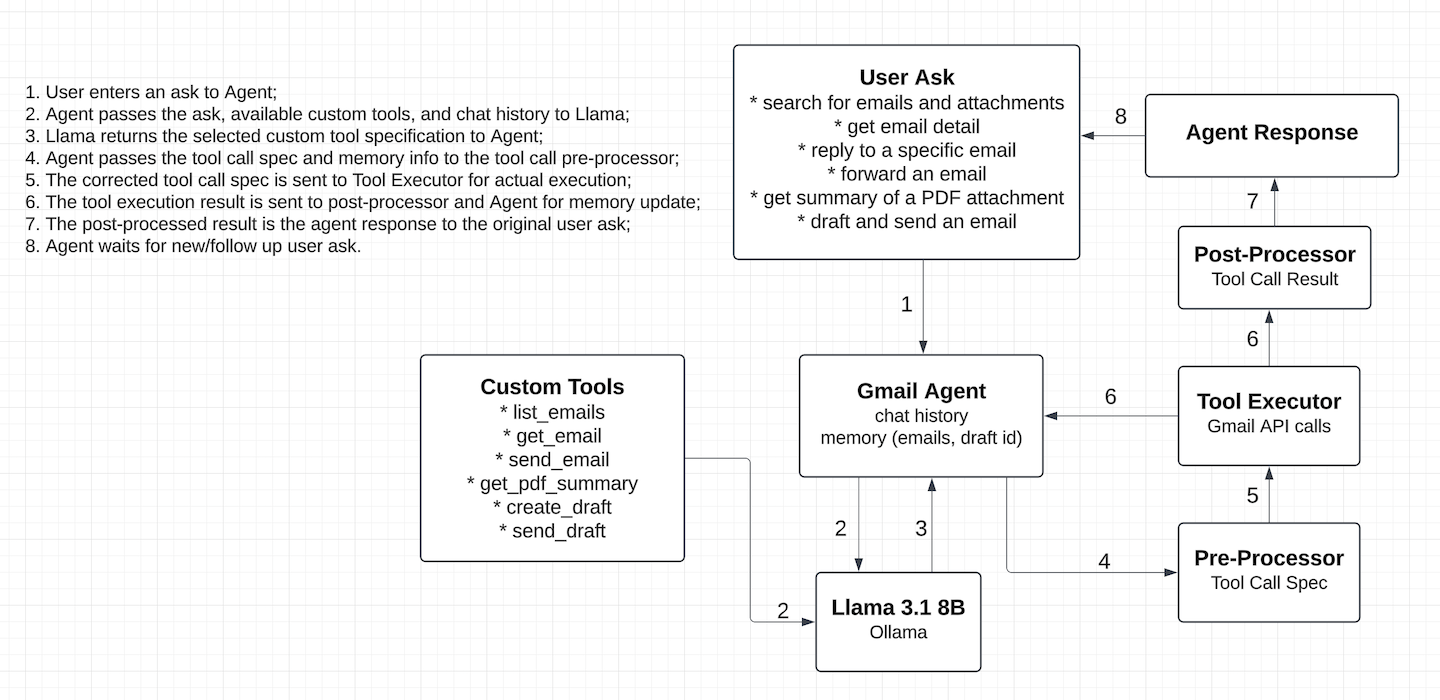 1. User enters an ask to Agent;
2. Agent passes the ask, available custom tools, and chat history to Llama;
3. Llama returns the selected custom tool specification to Agent;
4. Agent passes the tool call spec and memory info to the tool call pre-processor;
5. The corrected tool call spec is sent to Tool Executor for actual execution;
6. The tool execution result is sent to post-processor and Agent for memory update;
7. The post-processed result is the agent response to the original user ask;
8. Agent waits for new/follow up user ask.
User Ask
* search for emails and attachments
* get email detail
* reply to a specific email
* forward an email
* get summary of a PDF attachment
* draft and send an email
8
Agent Response
7
Post-Processor
Tool Call Result
1
6
Custom Tools
* list_emails
* get_email
* send_email
* get_pdf_summary
* create_draft
* send_draft
Gmail Agent
chat history
memory (emails, draft id)
6
Tool Executor
Gmail API calls
5
2
3
4
Pre-Processor
Tool Call Spec
2
Llama 3.1 8B
Ollama